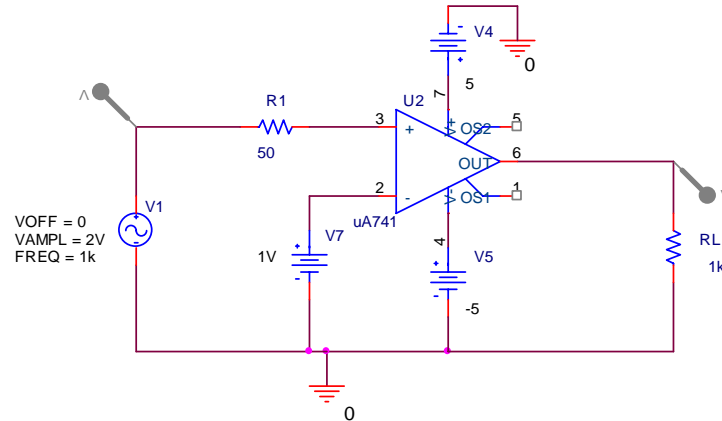 V4
-
+
5
0
7
R1
50
U2
3
+
V+
OS2
5
OUT
6
2
-
V-
OS1
1
uA741
4
V
V
VOFF = 0
VAMPL = 2V
FREQ = 1k
V1
+
-
1V
+
-
V7
+
-
V5
-5
RL
1k
0